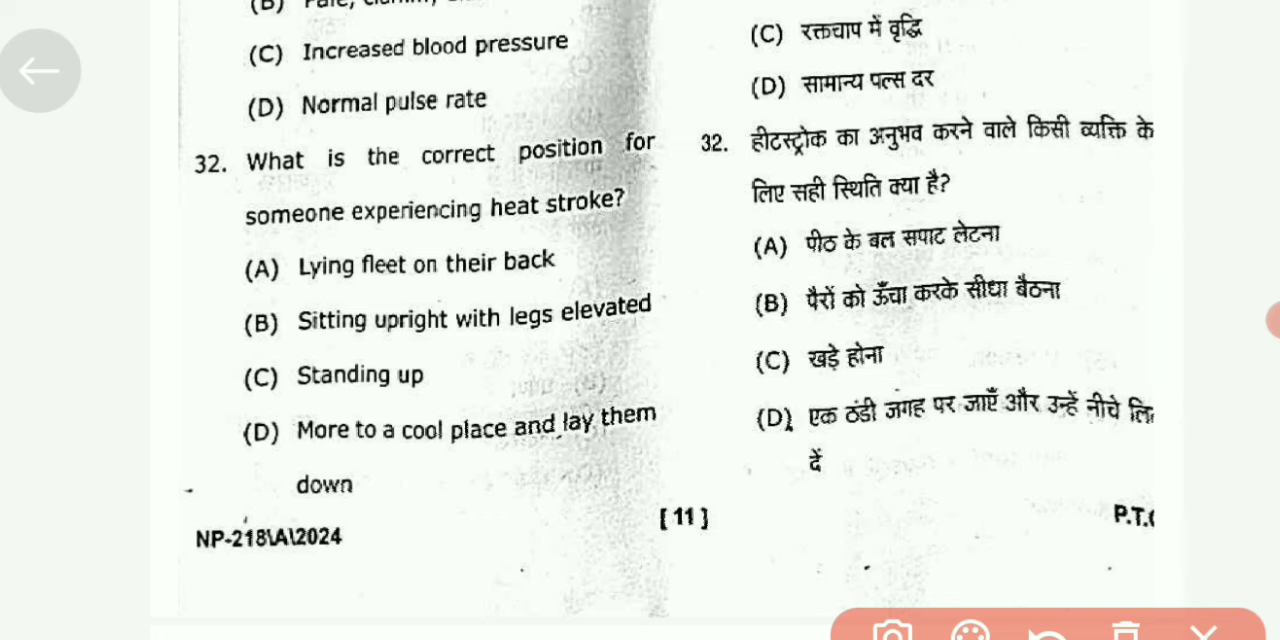 (C) Increased blood pressure
(D) Normal pulse rate
32. What is the correct position for
someone experiencing heat stroke?
(A) Lying fleet on their back
(B) Sitting upright with legs elevated
(C) Standing up
(D) More to a cool place and lay them
down
NP-218\A\2024
(C) रक्तचाप में वृद्धि
(D) सामान्य पल्स दर
32. हीटस्ट्रोक का अनुभव करने वाले किसी व्यक्ति के
लिए सही स्थिति क्या है?
(A) पीठ के बल सपाट लेटना
(B) पैरों को ऊँचा करके सीधा बैठना
(C) खड़े होना
(D) एक ठंडी जगह पर जाएँ और उन्हें नीचे
दें
[ 11 ]
P.T.